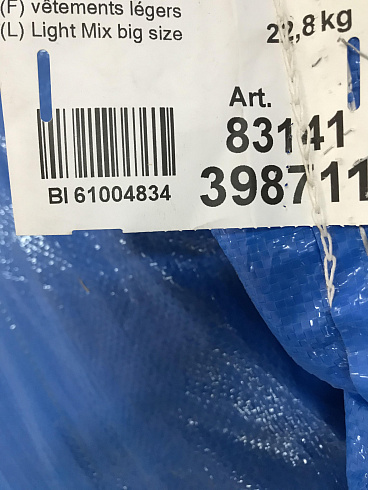 (F) vêtements légers
(L) Light Mix big size
22,8 kg
Art.
83141
398711
BI 61004834